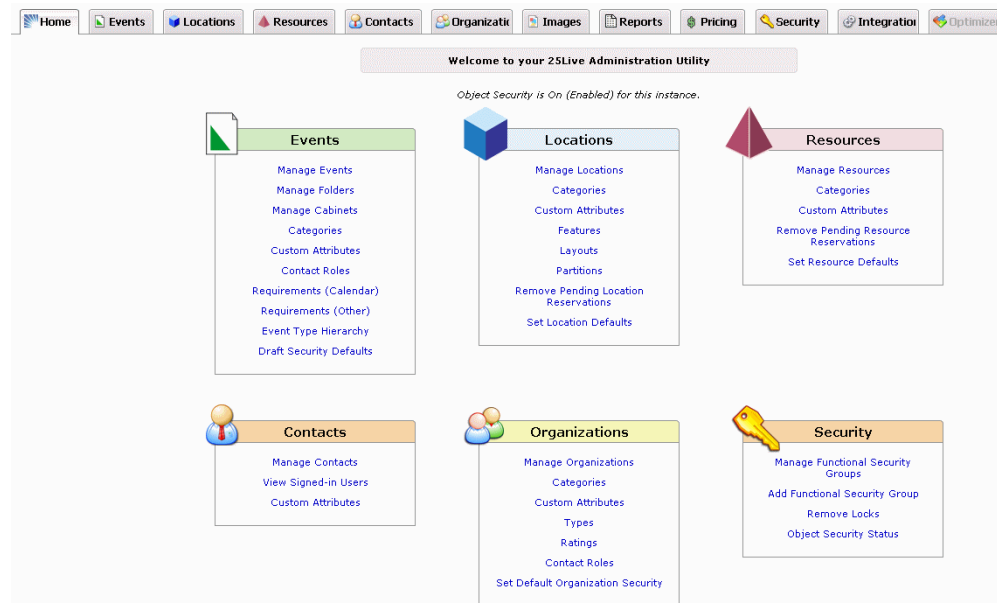 Home
Events
Locations
Resources
Contacts
Organizatio
Images
Reports
Pricing
Security
Integration
Optimizer
Welcome to your 25Live Administration Utility
Object Security is On (Enabled) for this instance.
Events
Manage Events
Manage Folders
Manage Cabinets
Categories
Custom Attributes
Contact Roles
Requirements (Calendar)
Requirements (Other)
Event Type Hierarchy
Draft Security Defaults
Locations
Manage Locations
Categories
Custom Attributes
Features
Layouts
Partitions
Remove Pending Location
Reservations
Set Location Defaults
Resources
Manage Resources
Categories
Custom Attributes
Remove Pending Resource
Reservations
Set Resource Defaults
Contacts
Manage Contacts
View Signed-in Users
Custom Attributes
Organizations
Manage Organizations
Categories
Custom Attributes
Types
Ratings
Contact Roles
Set Default Organization Security
Security
Manage Functional Security
Groups
Add Functional Security Group
Remove Locks
Object Security Status